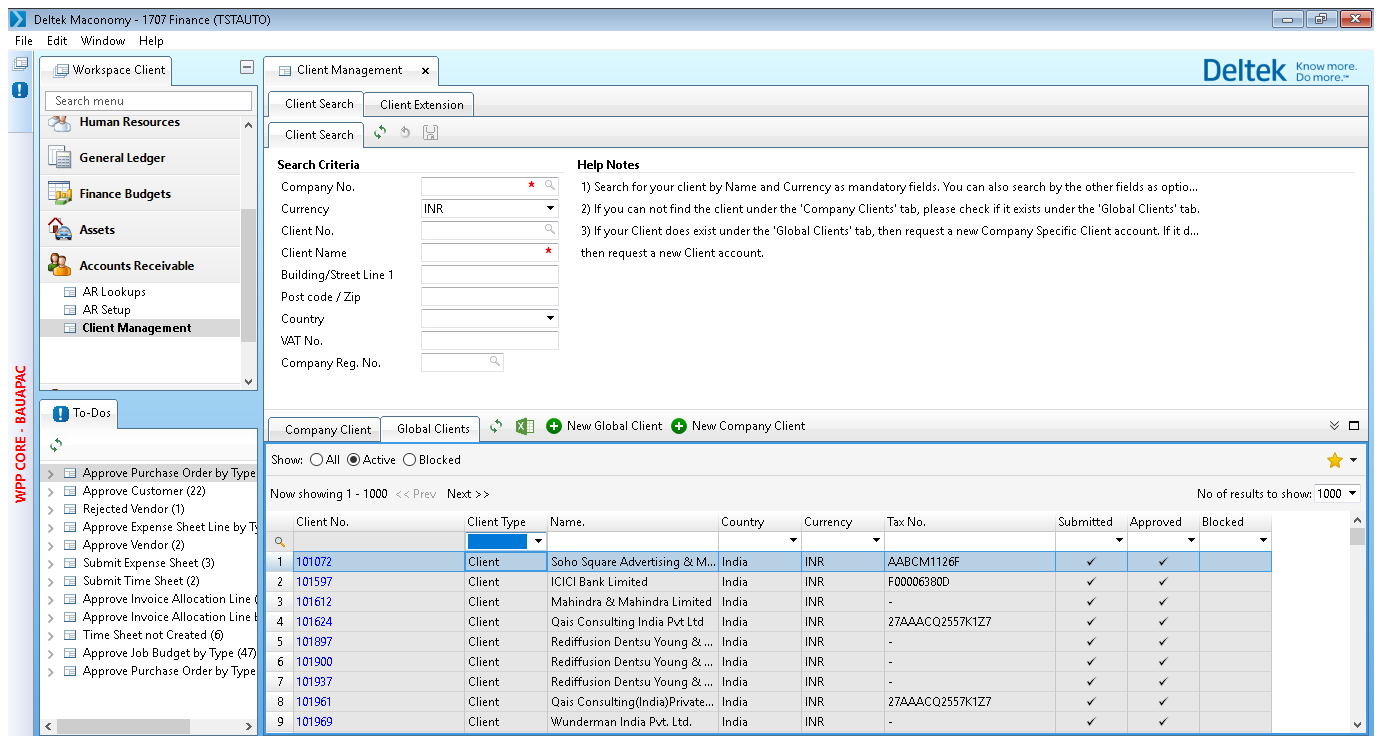 Deltek Maconomy - 1707 Finance (TSTAUTO)
File Edit Window Help
Workspace Client
Search menu
Human Resources
General Ledger
Finance Budgets
Assets
Accounts Receivable
AR Lookups
AR Setup
Client Management
WPP CORE - BAUAPAC
To-Dos
Approve Purchase Order by Type
Approve Customer (22)
Rejected Vendor (1)
Approve Expense Sheet Line by Ty
Approve Vendor (2)
Submit Expense Sheet (3)
Submit Time Sheet (2)
Approve Invoice Allocation Line (
Approve Invoice Allocation Line b
Time Sheet not Created (6)
Approve Job Budget by Type (47)
Approve Purchase Order by Type
Client Management x
Deltek Know more. Do more.™
Client Search Client Extension
Client Search
Search Criteria
Company No. *
Currency INR
Client No.
Client Name *
Building/Street Line 1
Post code / Zip
Country
VAT No.
Company Reg. No.
Help Notes
1) Search for your client by Name and Currency as mandatory fields. You can also search by the other fields as optio...
2) If you can not find the client under the 'Company Clients' tab, please check if it exists under the 'Global Clients' tab.
3) If your Client does exist under the 'Global Clients' tab, then request a new Company Specific Client account. If it d...
then request a new Client account.
Company Client Global Clients New Global Client New Company Client
Show: All Active Blocked
Now showing 1 - 1000 << Prev Next >> No of results to show: 1000
Client No. Client Type Name. Country Currency Tax No. Submitted Approved Blocked
1 101072 Client Soho Square Advertising & M... India INR AABCM1126F ✓ ✓
2 101597 Client ICICI Bank Limited India INR F00006380D ✓ ✓
3 101612 Client Mahindra & Mahindra Limited India INR - ✓ ✓
4 101624 Client Qais Consulting India Pvt Ltd India INR 27AAACQ2557K1Z7 ✓ ✓
5 101897 Client Rediffusion Dentsu Young & ... India INR - ✓ ✓
6 101900 Client Rediffusion Dentsu Young & ... India INR - ✓ ✓
7 101937 Client Rediffusion Dentsu Young & ... India INR - ✓ ✓
8 101961 Client Qais Consulting(India)Private... India INR 27AAACQ2557K1Z7 ✓ ✓
9 101969 Client Wunderman India Pvt. Ltd. India INR - ✓ ✓